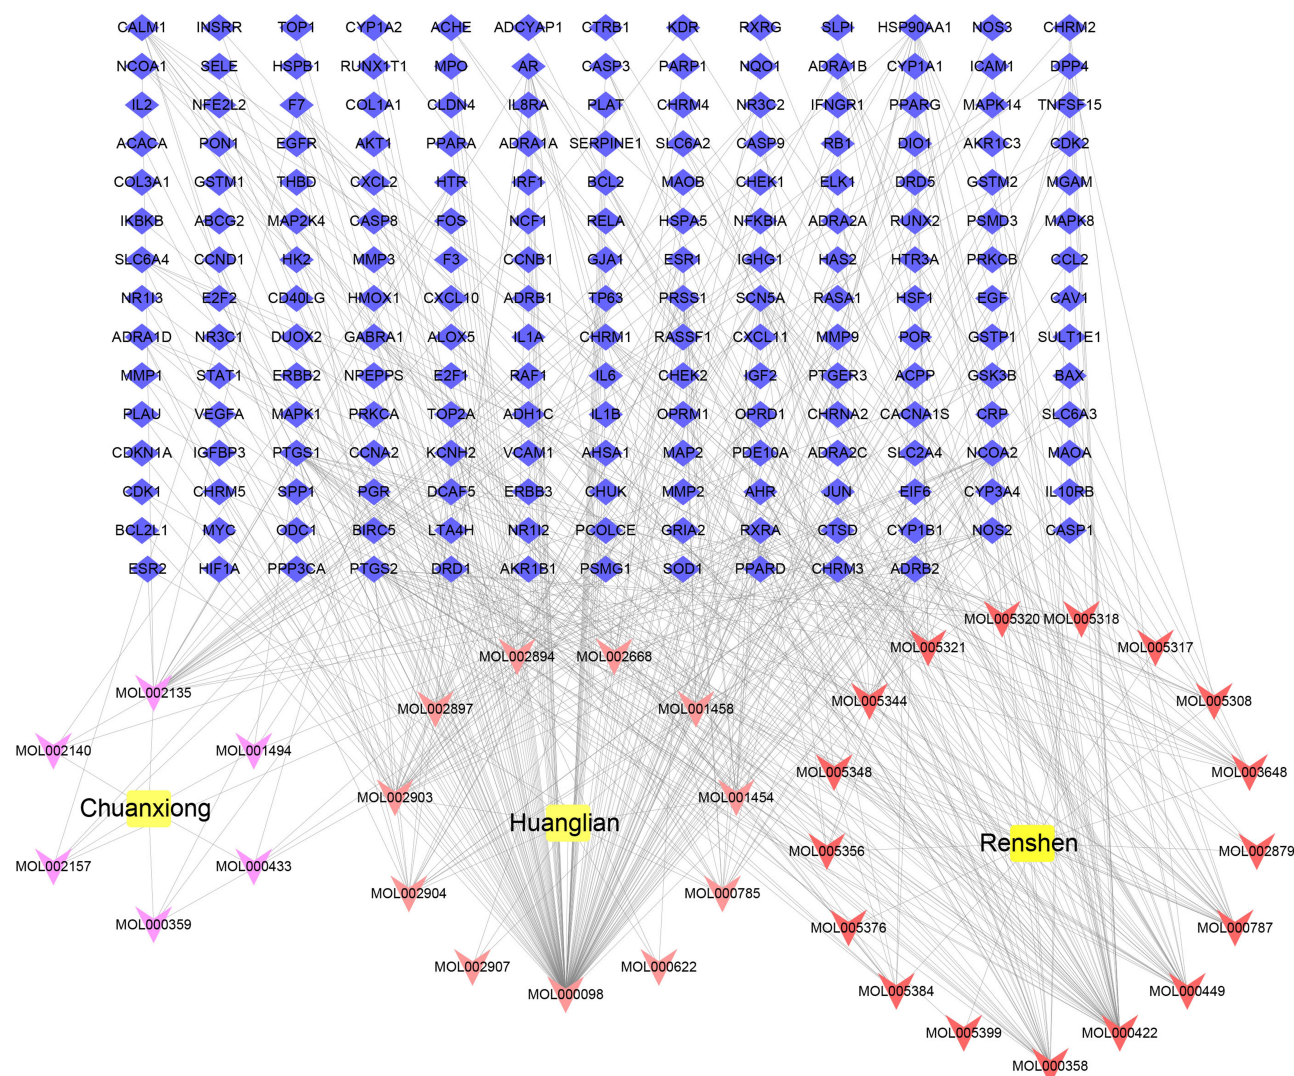 CALM1 INSRR TOP1 CYP1A2 ACHE ADCYAP1 CTRB1 KDR RXRG SLPI HSP90AA1 NOS3 CHRM2
NCOA1 SELE HSPB1 RUNX1T1 MPO AR CASP3 PARP1 NQO1 ADRA1B CYP1A1 ICAM1 DPP4
IL2 NFE2L2 F7 COL1A1 CLDN4 IL8RA PLAT CHRM4 NR3C2 IFNGR1 PPARG MAPK14 TNFSF15
ACACA PON1 EGFR AKT1 PPARA ADRA1A SERPINE1 SLC6A2 CASP9 RB1 DIO1 AKR1C3 CDK2
COL3A1 GSTM1 THBD CXCL2 HTR IRF1 BCL2 MAOB CHEK1 ELK1 DRD5 GSTM2 MGAM
IKBKB ABCG2 MAP2K4 CASP8 FOS NCF1 RELA HSPA5 NFKBIA ADRA2A RUNX2 PSMD3 MAPK8
SLC6A4 CCND1 HK2 MMP3 F3 CCNB1 GJA1 ESR1 IGHG1 HAS2 HTR3A PRKCB CCL2
NR1I3 E2F2 CD40LG HMOX1 CXCL10 ADRB1 TP63 PRSS1 SCN5A RASA1 HSF1 EGF CAV1
ADRA1D NR3C1 DUOX2 GABRA1 ALOX5 IL1A CHRM1 RASSF1 CXCL11 MMP9 POR GSTP1 SULT1E1
MMP1 STAT1 ERBB2 NPEPPS E2F1 RAF1 IL6 CHEK2 IGF2 PTGER3 ACPP GSK3B BAX
PLAU VEGFA MAPK1 PRKCA TOP2A ADH1C IL1B OPRM1 OPRD1 CHRNA2 CACNA1S CRP SLC6A3
CDKN1A IGFBP3 PTGS1 CCNA2 KCNH2 VCAM1 AHSA1 MAP2 PDE10A ADRA2C SLC2A4 NCOA2 MAOA
CDK1 CHRM5 SPP1 PGR DCAF5 ERBB3 CHUK MMP2 AHR JUN EIF6 CYP3A4 IL10RB
BCL2L1 MYC ODC1 BIRC5 LTA4H NR1I2 PCOLCE GRIA2 RXRA CTSD CYP1B1 NOS2 CASP1
ESR2 HIF1A PPP3CA PTGS2 DRD1 AKR1B1 PSMG1 SOD1 PPARD CHRM3 ADRB2
MOL005320 MOL005318
MOL002894 MOL002668 MOL005321 MOL005317
MOL002135 MOL002897 MOL001458 MOL005344 MOL005308
MOL002140 MOL001494 MOL005348 MOL003648
MOL002903 MOL001454
Chuanxiong Huanglian Renshen
MOL002157 MOL000433 MOL005356 MOL002879
MOL002904 MOL000785
MOL000359 MOL005376 MOL000787
MOL002907 MOL000622
MOL000098 MOL005384 MOL000449
MOL005399 MOL000422
MOL000358